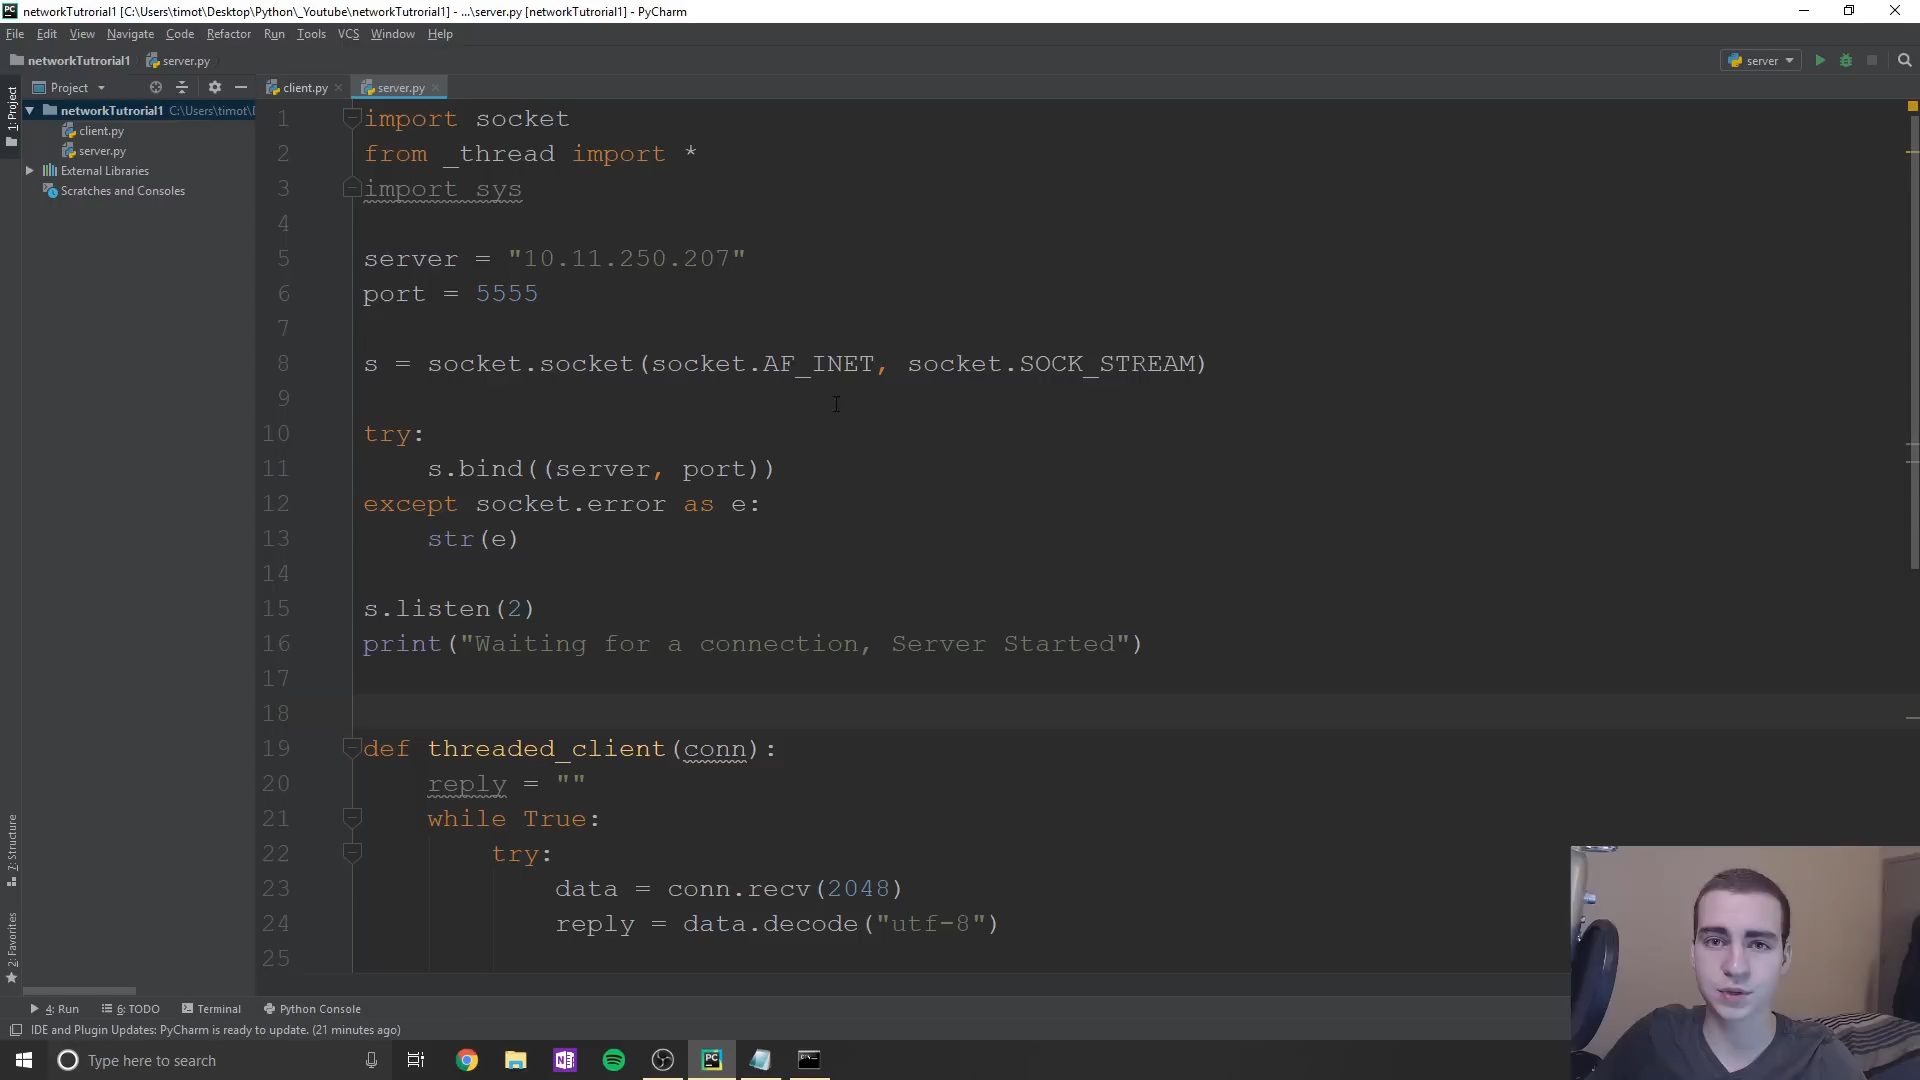 networkTutrorial1 [C:\Users\timot\Desktop\Python\_Youtube\networkTutrorial1] - ...\server.py [networkTutrorial1] - PyCharm
File Edit View Navigate Code Refactor Run Tools VCS Window Help
networkTutrorial1 server.py server
Project client.py server.py
1: Project
networkTutrorial1 C:\Users\timot\
client.py
server.py
External Libraries
Scratches and Consoles
1 import socket
2 from _thread import *
3 import sys
4
5 server = "10.11.250.207"
6 port = 5555
7
8 s = socket.socket(socket.AF_INET, socket.SOCK_STREAM)
9
10 try:
11 s.bind((server, port))
12 except socket.error as e:
13 str(e)
14
15 s.listen(2)
16 print("Waiting for a connection, Server Started")
17
18
19 def threaded_client(conn):
20 reply = ""
21 while True:
22 try:
23 data = conn.recv(2048)
24 reply = data.decode("utf-8")
25
7: Structure
2: Favorites
4: Run 6: TODO Terminal Python Console
IDE and Plugin Updates: PyCharm is ready to update. (21 minutes ago)
Type here to search